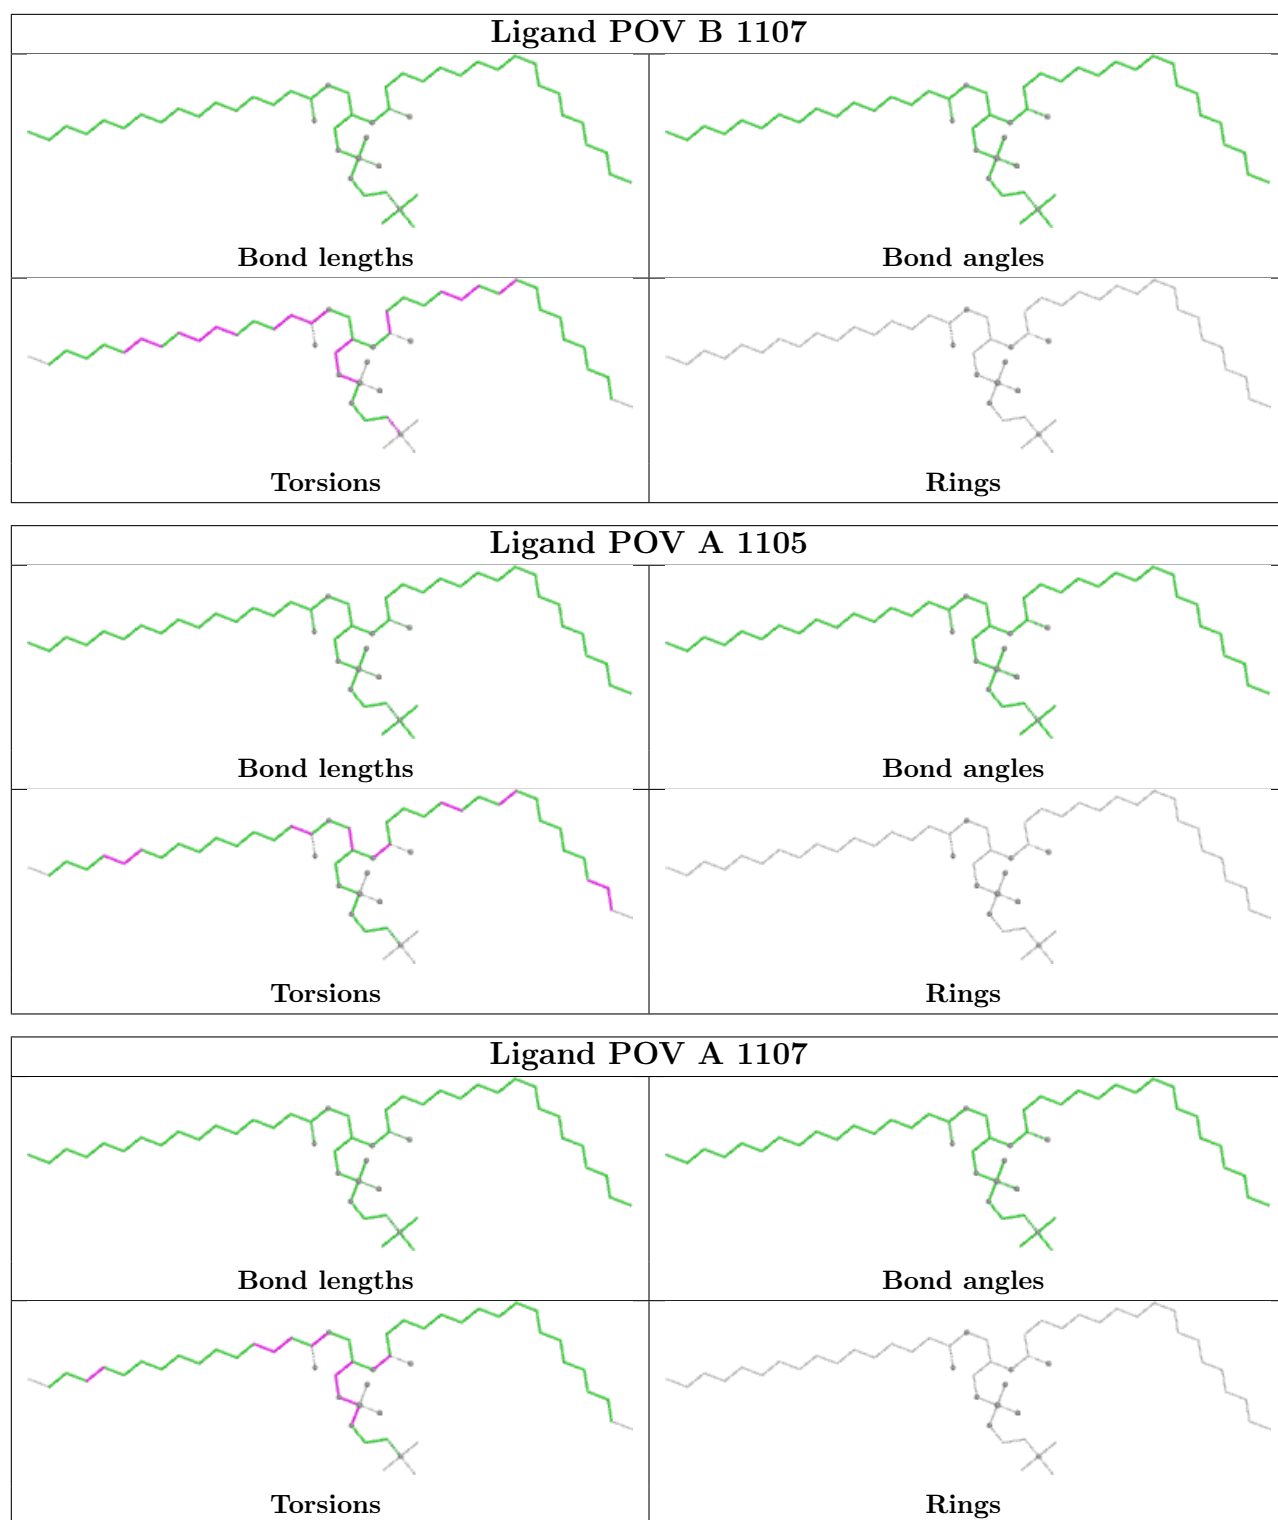 Ligand POV B 1107
Bond lengths
Bond angles
Torsions
Rings
Ligand POV A 1105
Bond lengths
Bond angles
Torsions
Rings
Ligand POV A 1107
Bond lengths
Bond angles
Torsions
Rings